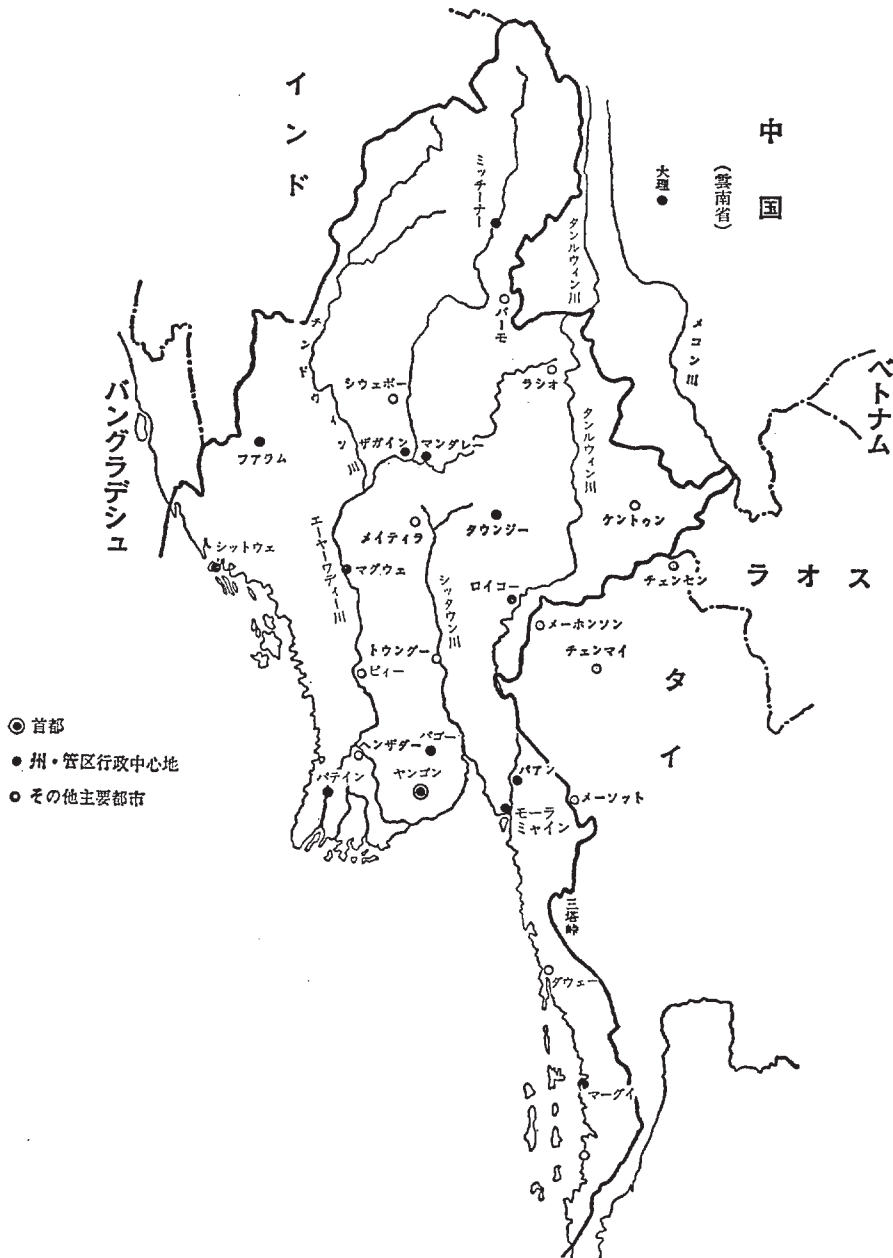 インド
中国
(雲南省)
大理
ミッチーナー
タンルウィン川
バーモ
メコン川
ベトナム
チンドウィン川
シウェボー
ラシオ
バングラデシュ
ファラム
ザガイン
マンダレー
タンルウィン川
メイティラ
タウンジー
ケントゥン
シットウェ
エーヤーワディー川
マグウェ
シッタウン川
ロイコー
チェンセン
ラオス
メーホンソン
チェンマイ
トウングー
ピィー
タイ
首都
州・管区行政中心地
その他主要都市
ヘンザダー
バゴー
パテイン
ヤンゴン
パアン
メーソット
モーラ
ミャイン
三塔峠
ダウェー
マーグイ